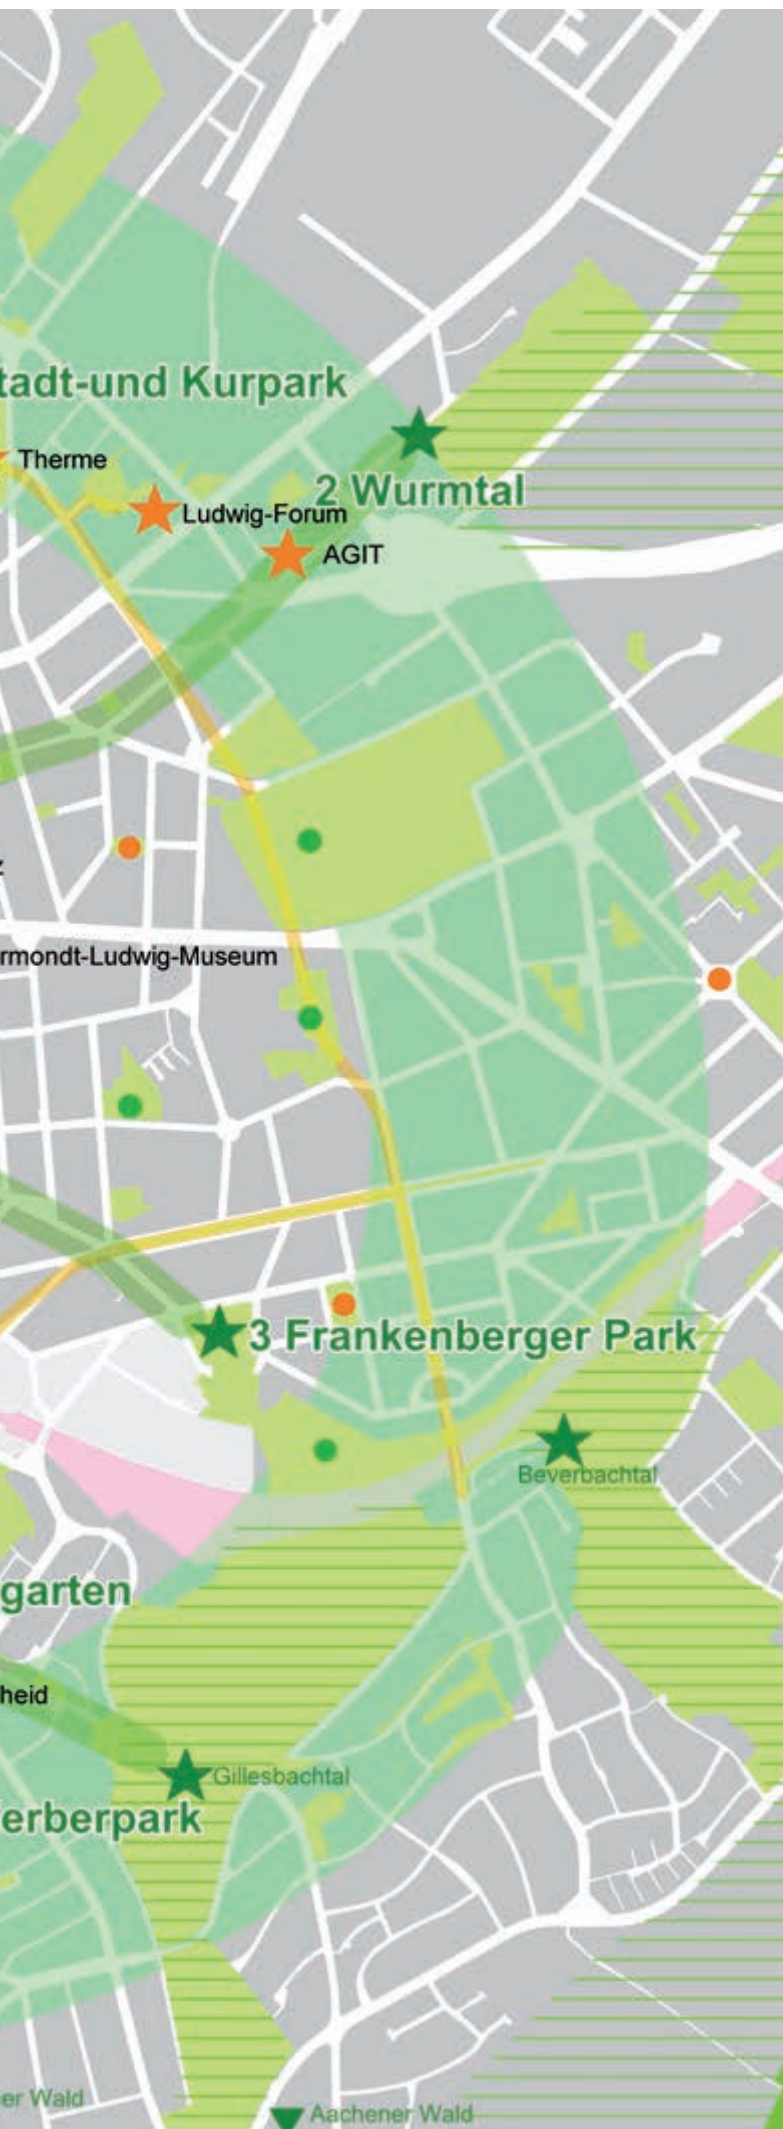 tadt-und Kurpark
Therme
2 Wurmtal
Ludwig-Forum
AGIT
z
rmondt-Ludwig-Museum
3 Frankenberger Park
Beverbachtal
garten
heid
Gillesbachtal
erberpark
er Wald
Aachener Wald